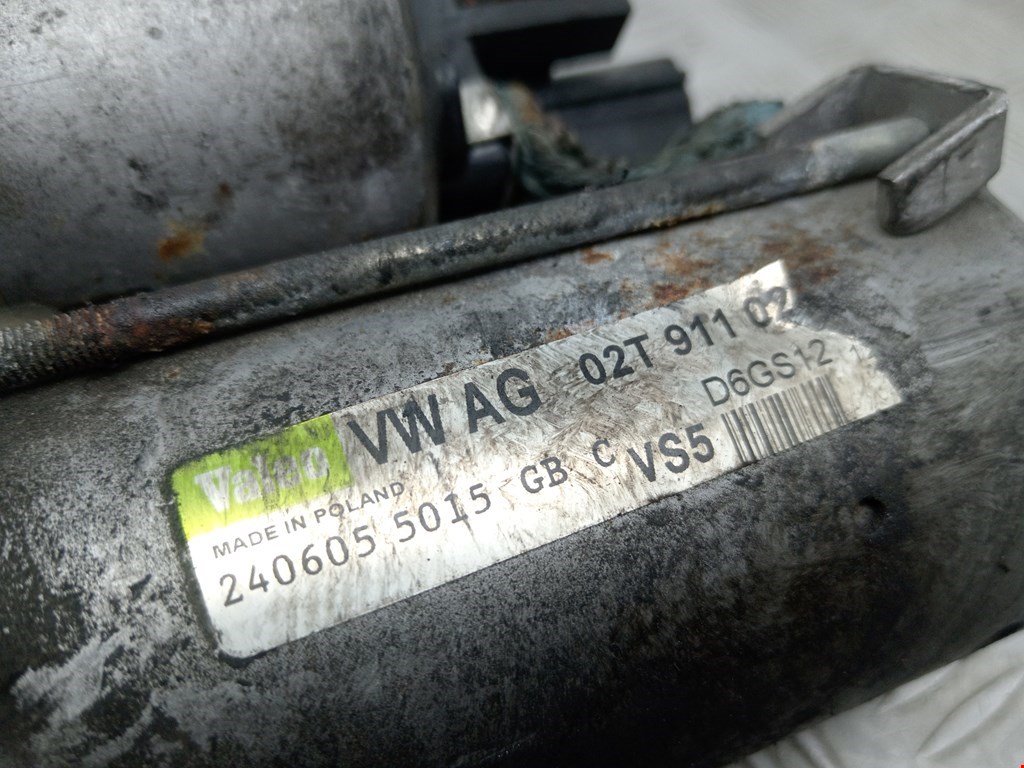 VW AG 02T 911 02
Valeo
D6GS12
MADE IN POLAND
240605 5015 GB C VS5